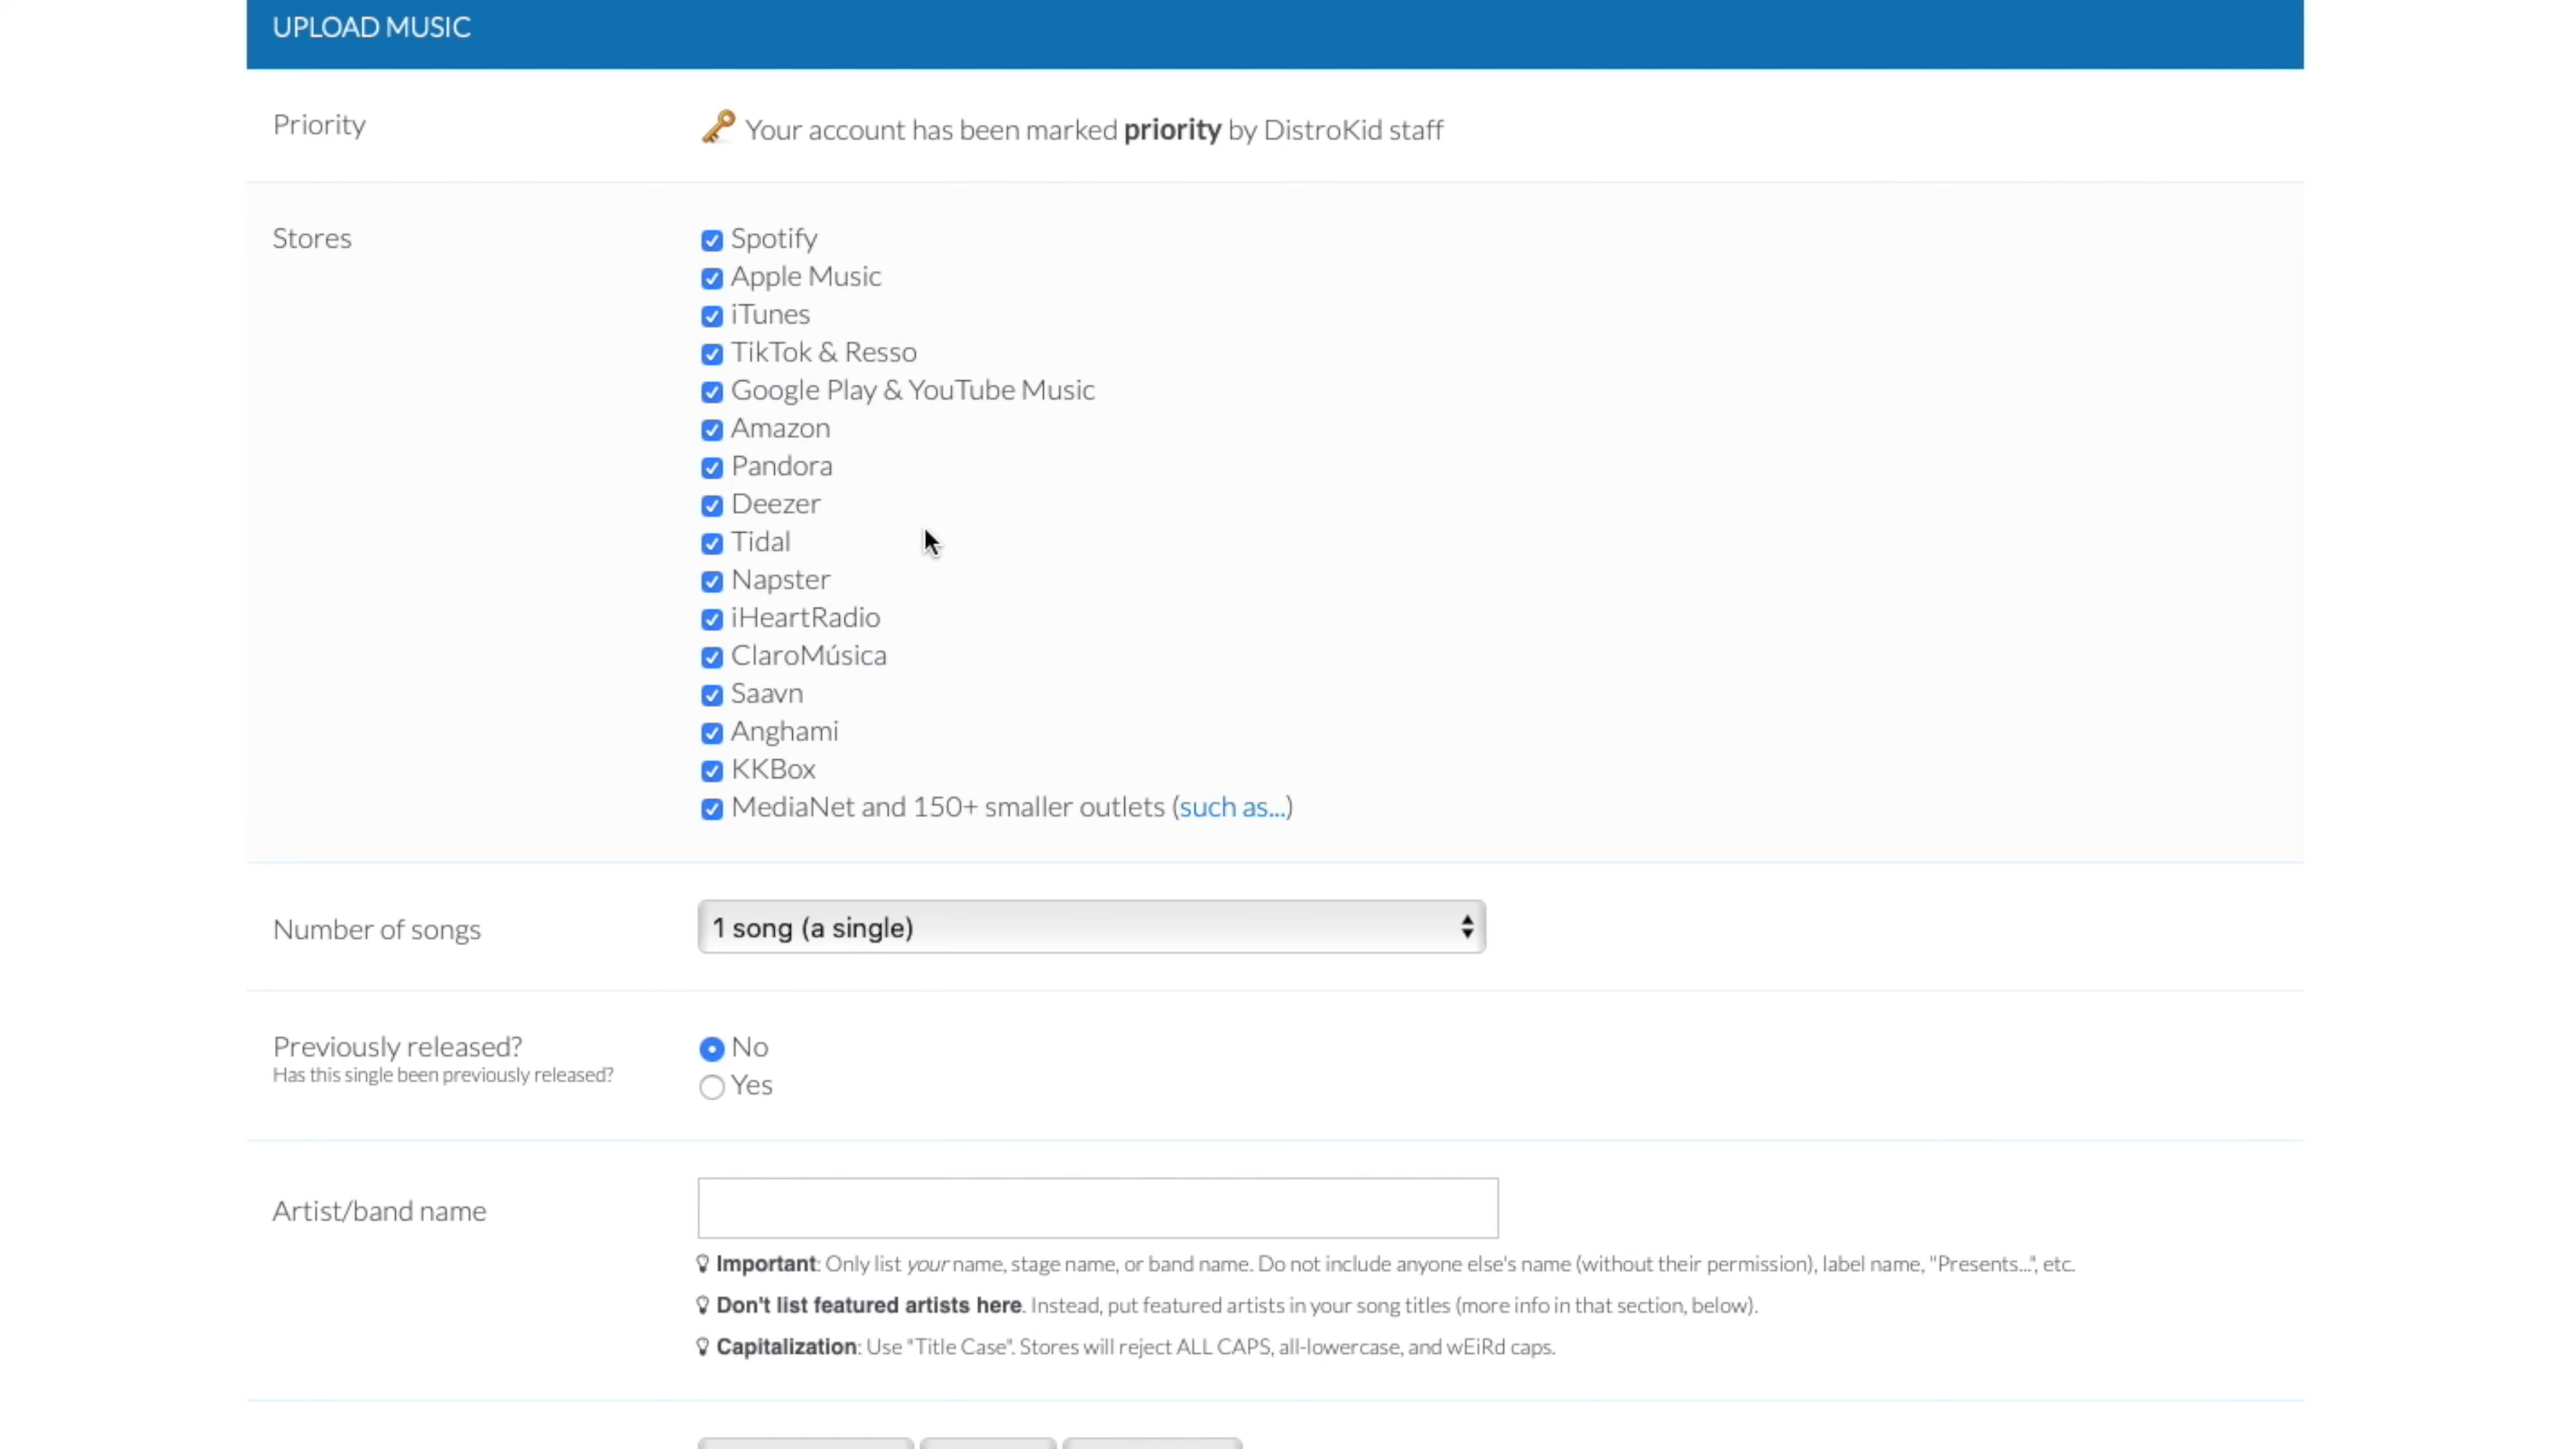 UPLOAD MUSIC
Priority
Your account has been marked priority by DistroKid staff
Stores
Spotify
Apple Music
iTunes
TikTok & Resso
Google Play & YouTube Music
Amazon
Pandora
Deezer
Tidal
Napster
iHeartRadio
ClaroMúsica
Saavn
Anghami
KKBox
MediaNet and 150+ smaller outlets (such as...)
Number of songs
1 song (a single)
Previously released?
Has this single been previously released?
No
Yes
Artist/band name
Important: Only list your name, stage name, or band name. Do not include anyone else's name (without their permission), label name, "Presents...", etc.
Don't list featured artists here. Instead, put featured artists in your song titles (more info in that section, below).
Capitalization: Use "Title Case". Stores will reject ALL CAPS, all-lowercase, and wEiRd caps.